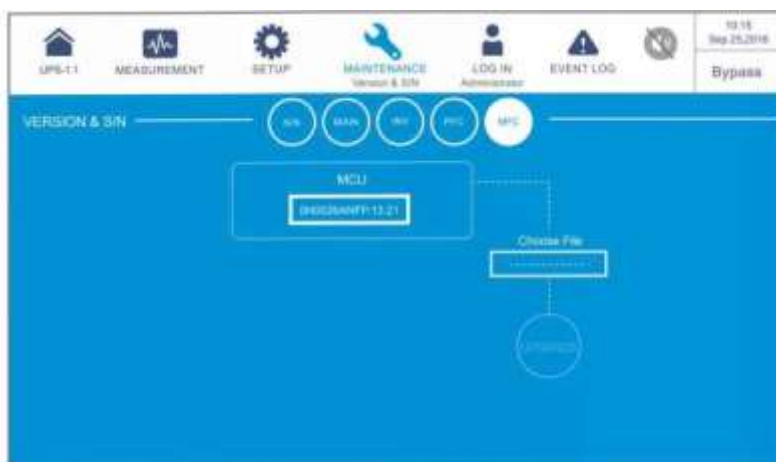 10:15
Sep 25,2016
UPS-1.1
MEASUREMENT
SETUP
MAINTENANCE
Version & S/N
LOG IN
Administrator
EVENT LOG
Bypass
VERSION & S/N
S/N
MAIN
INV
PFC
MPC
MCU
Choose File